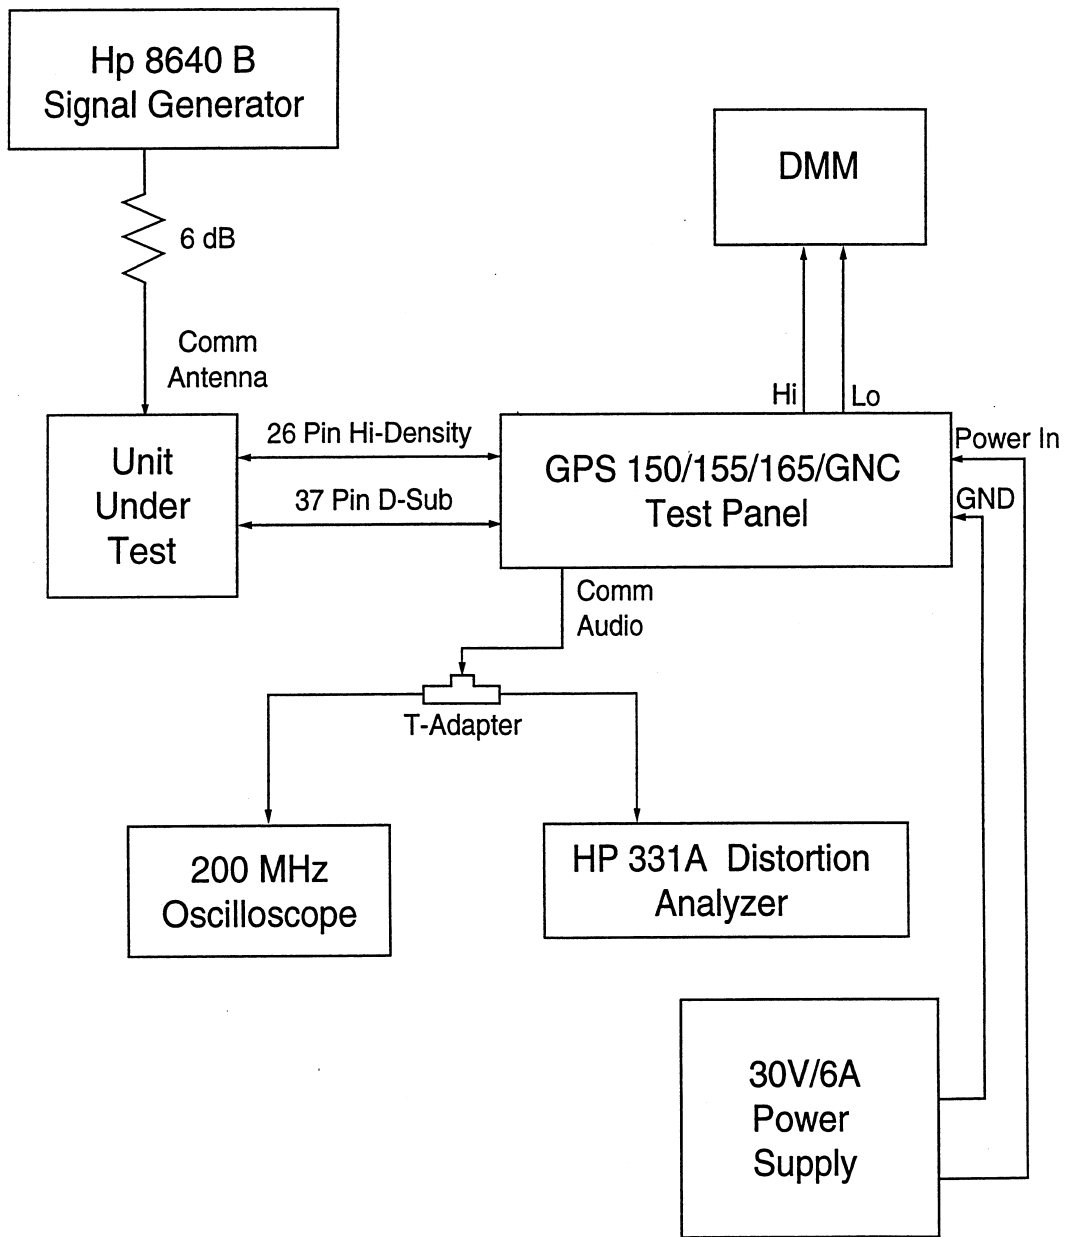 Hp 8640 B
Signal Generator
DMM
6 dB
Comm
Antenna
Hi
Lo
Unit
Under
Test
26 Pin Hi-Density
37 Pin D-Sub
GPS 150/155/165/GNC
Test Panel
Power In
GND
Comm
Audio
T-Adapter
200 MHz
Oscilloscope
HP 331A Distortion
Analyzer
30V/6A
Power
Supply